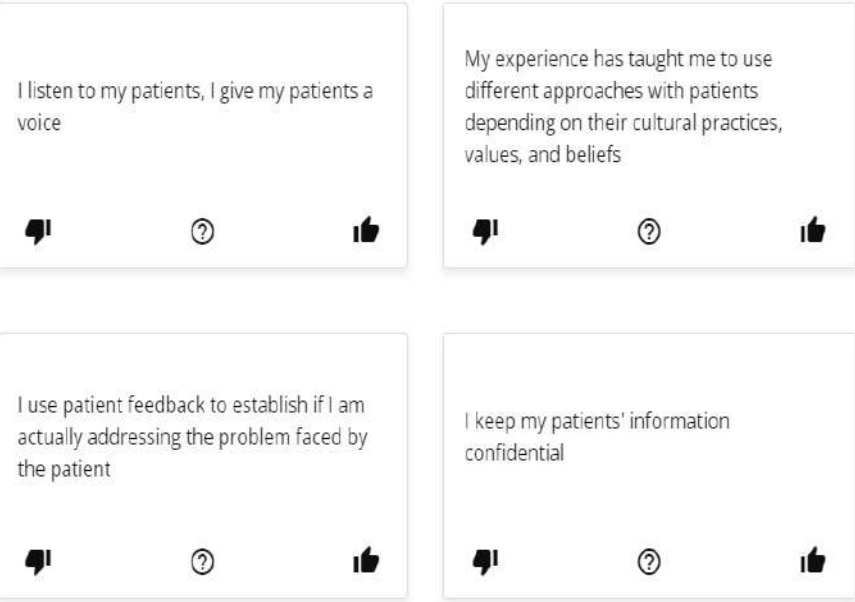 I listen to my patients, I give my patients a
voice
My experience has taught me to use
different approaches with patients
depending on their cultural practices,
values, and beliefs
I use patient feedback to establish if I am
actually addressing the problem faced by
the patient
I keep my patients' information
confidential